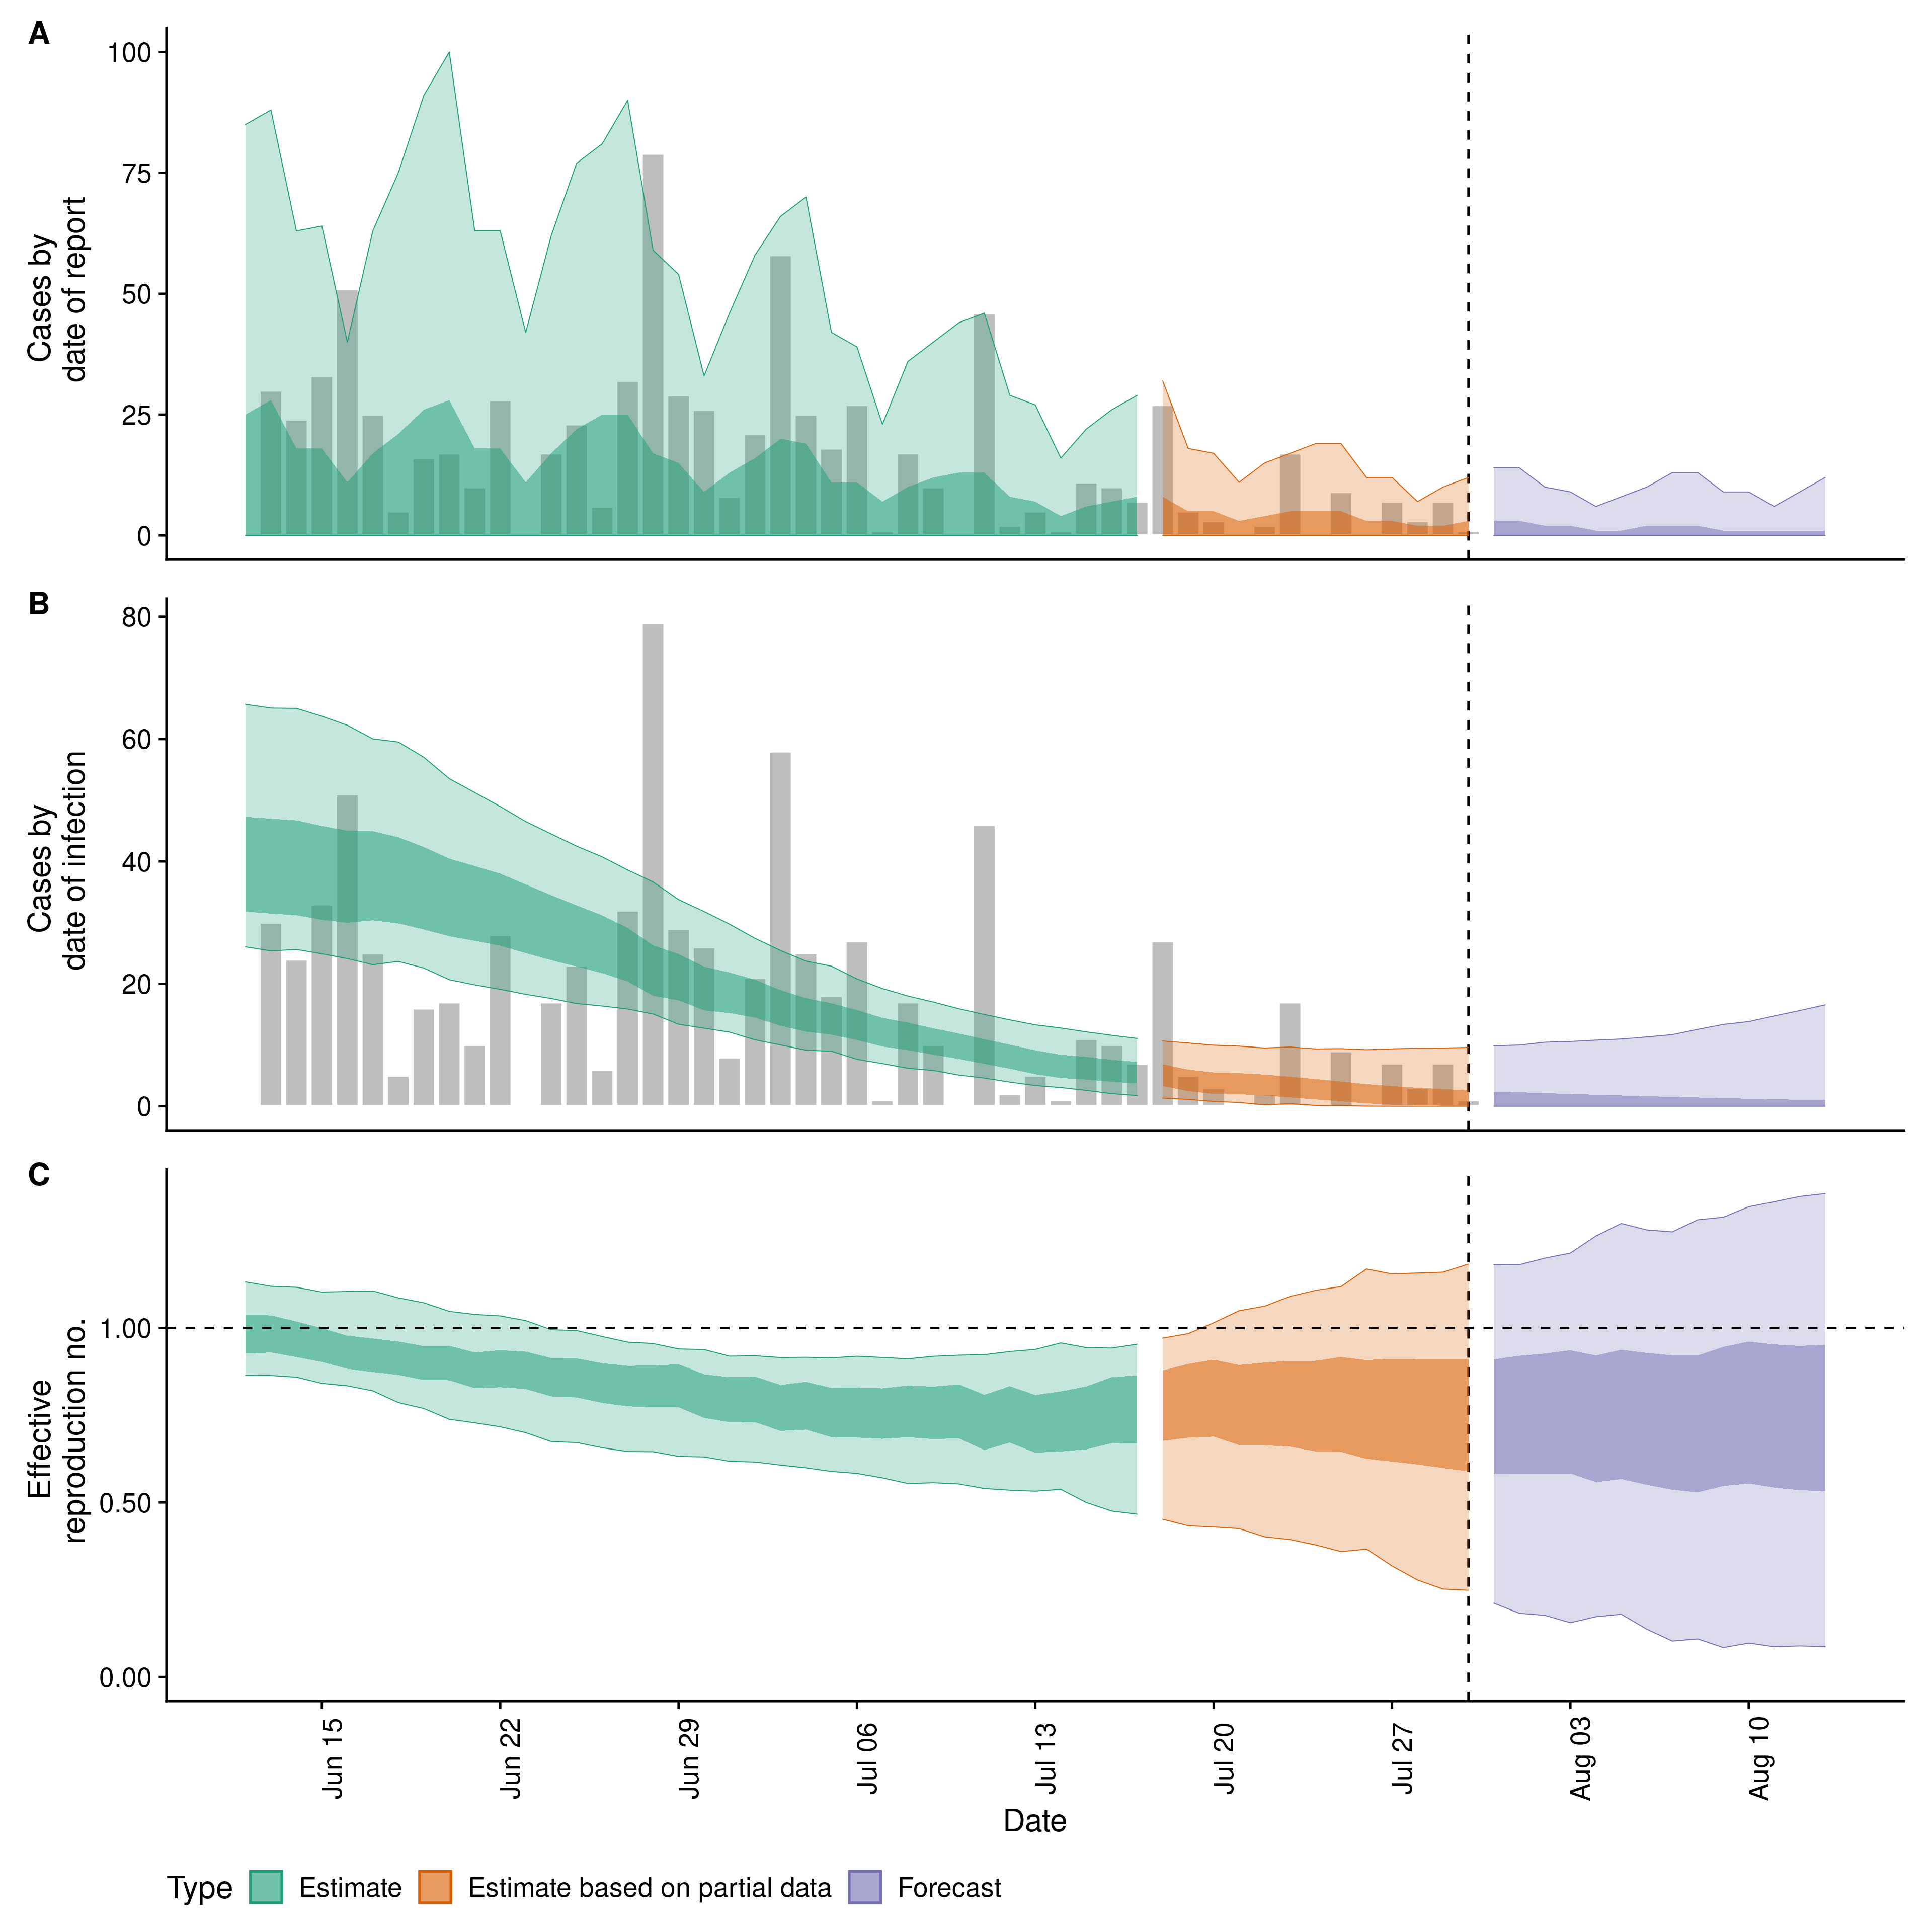 A
100
75
50
25
0
Cases by
date of report
B
80
60
40
20
0
Cases by
date of infection
C
1.00
0.50
0.00
Effective
reproduction no.
Jun 15
Jun 22
Jun 29
Jul 06
Jul 13
Jul 20
Jul 27
Aug 03
Aug 10
Date
Type Estimate Estimate based on partial data Forecast